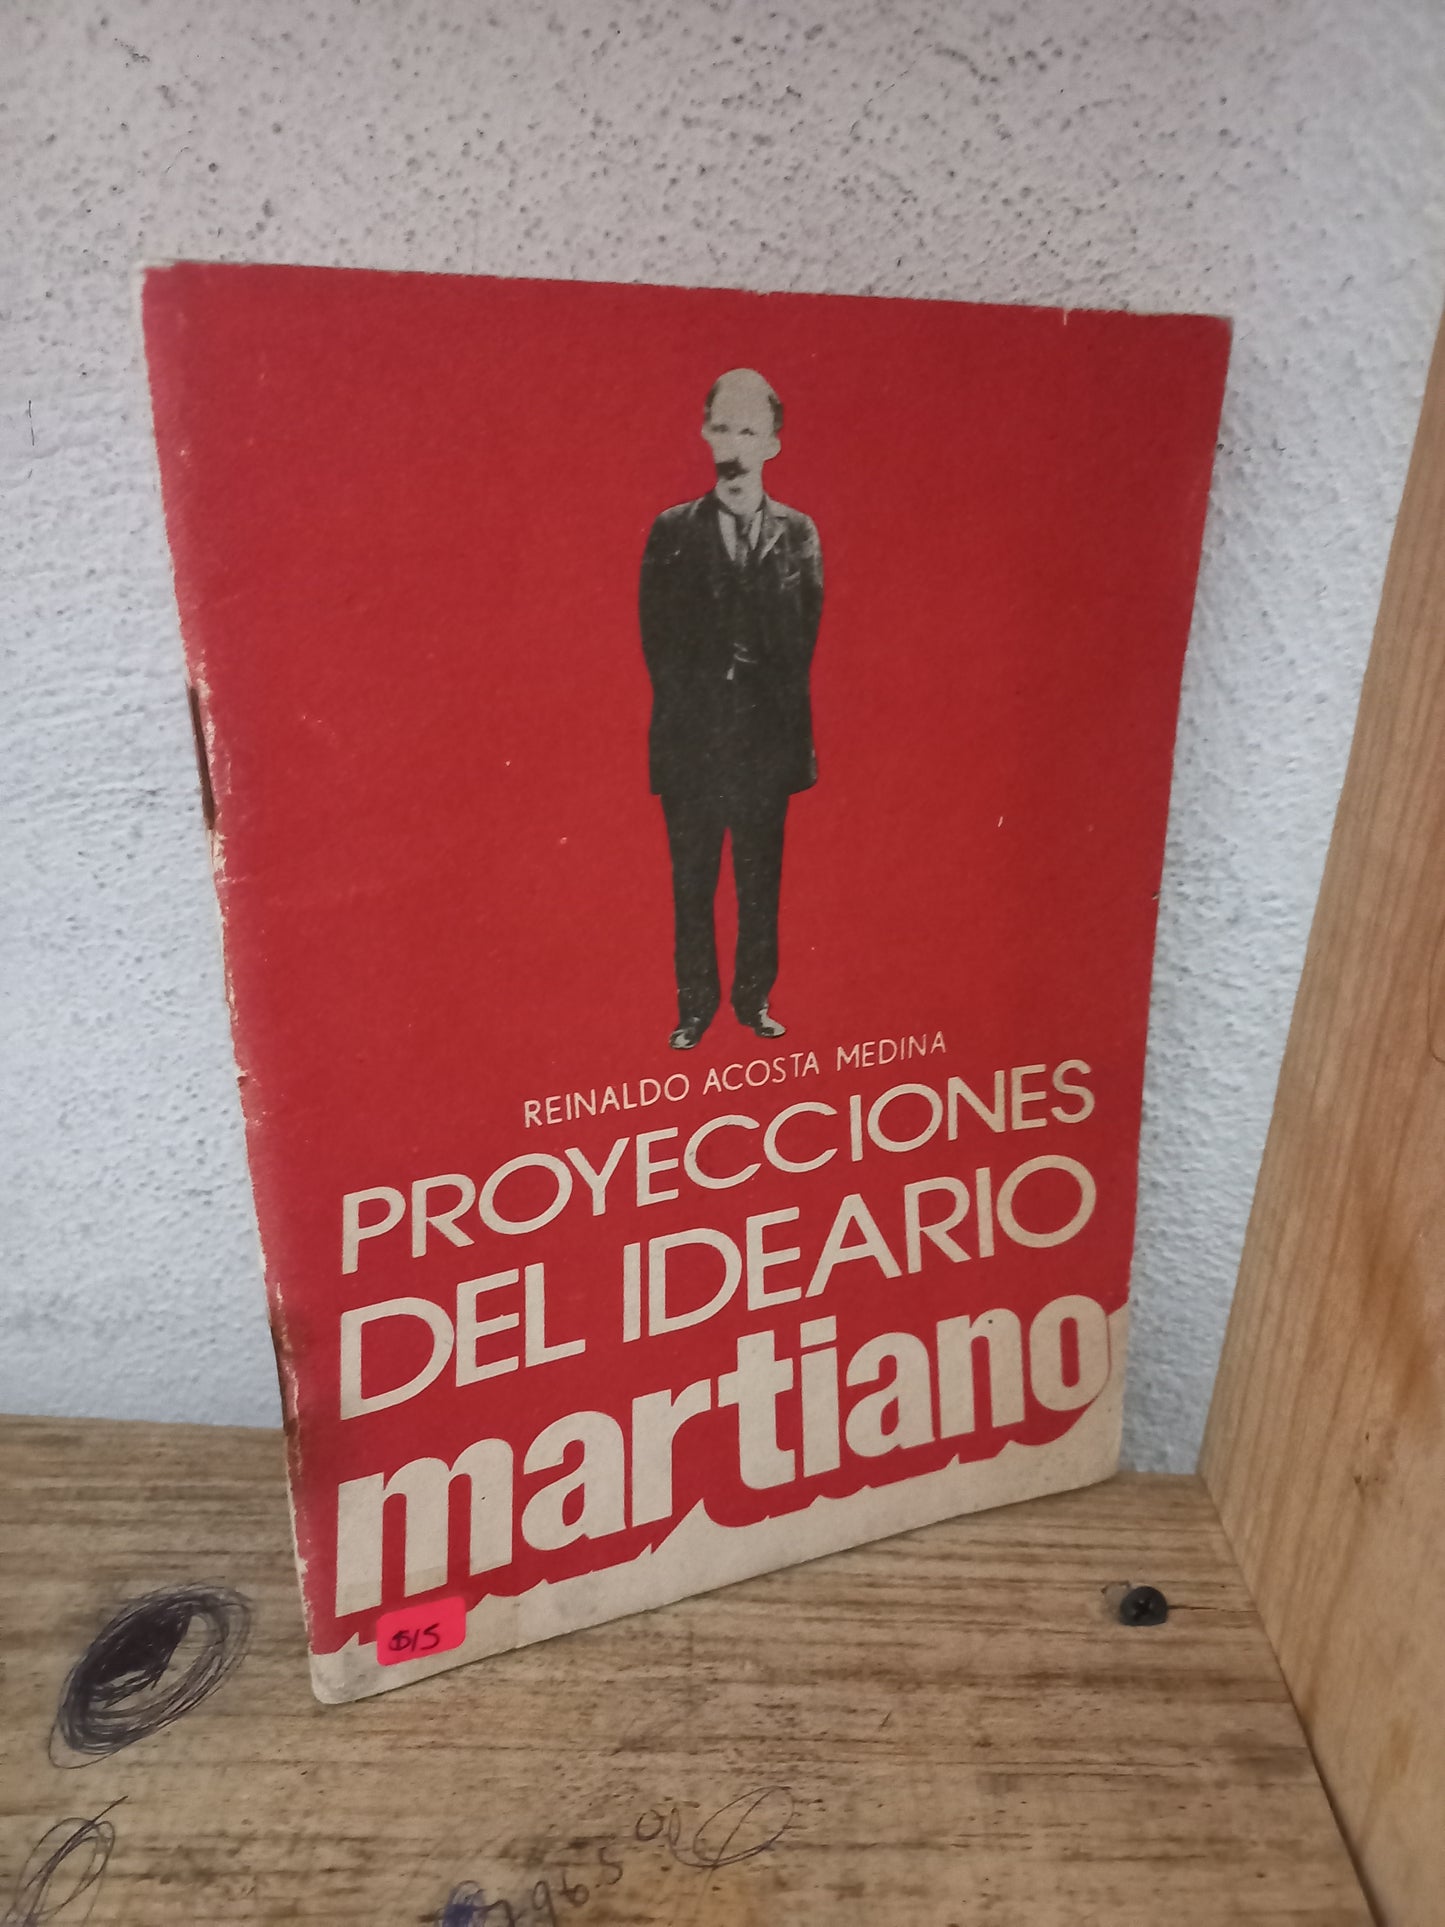 REINALDO ACOSTA MEDINA
PROYECCIONES
DEL IDEARIO
martiano
$15